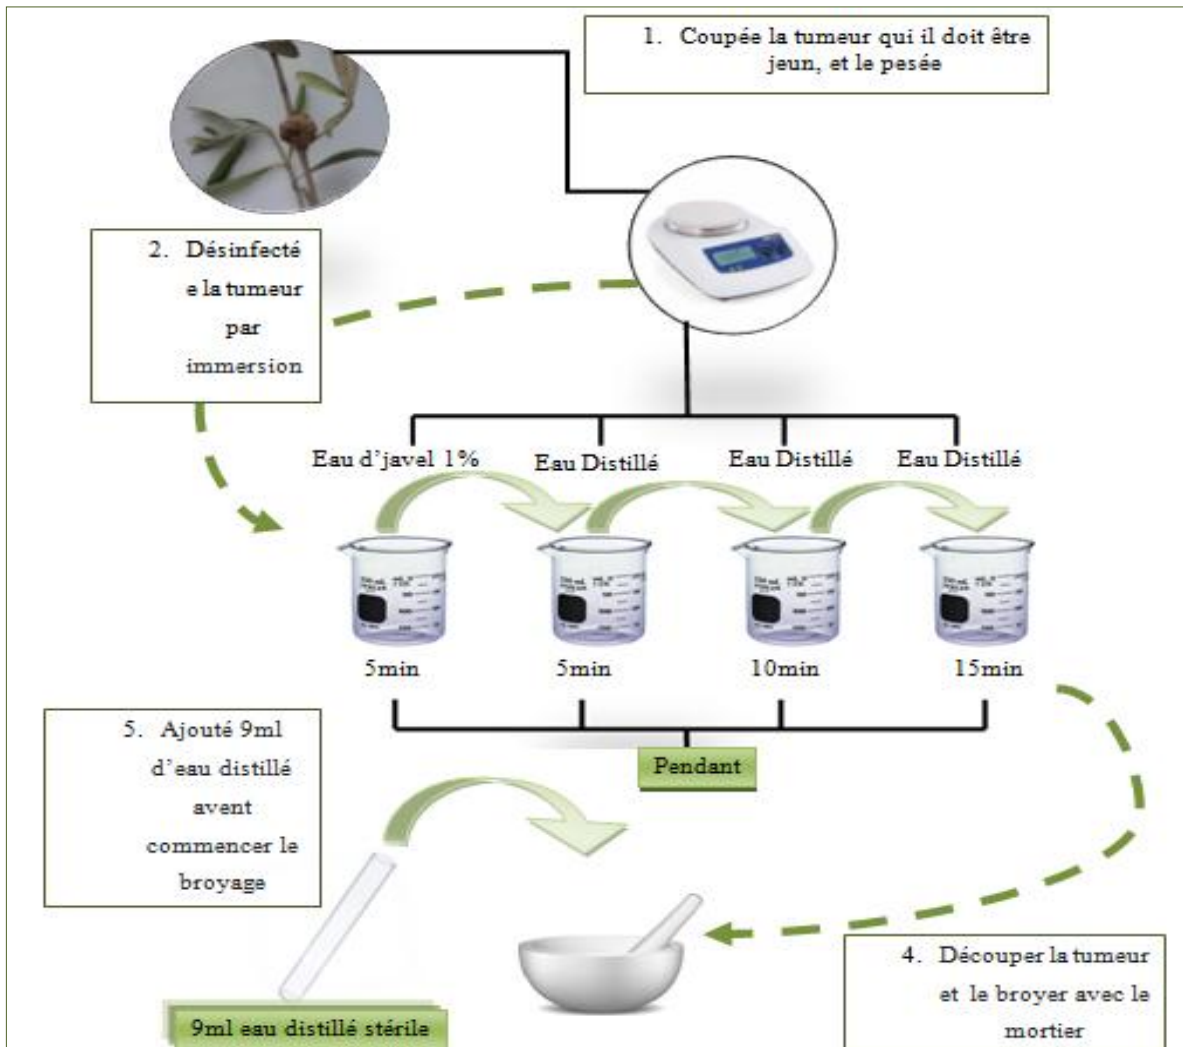 1. Coupée la tumeur qui il doit être
jeun, et le pesée
2. Désinfecté
e la tumeur
par
immersion
Eau d’javel 1%
Eau Distillé
Eau Distillé
Eau Distillé
5min
5min
10min
15min
Pendant
5. Ajouté 9ml
d’eau distillé
avent
commencer le
broyage
9ml eau distillé stérile
4. Découper la tumeur
et le broyer avec le
mortier